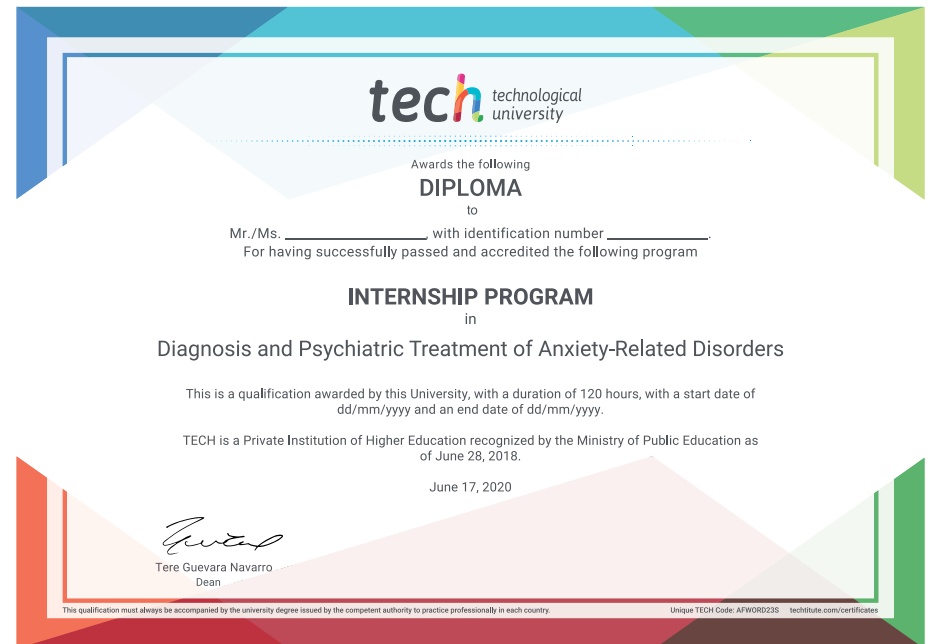 tech technological
university
Awards the following
DIPLOMA
to
Mr./Ms. ____________________, with identification number ______________.
For having successfully passed and accredited the following program
INTERNSHIP PROGRAM
in
Diagnosis and Psychiatric Treatment of Anxiety-Related Disorders
This is a qualification awarded by this University, with a duration of 120 hours, with a start date of
dd/mm/yyyy and an end date of dd/mm/yyyy.
TECH is a Private Institution of Higher Education recognized by the Ministry of Public Education as
of June 28, 2018.
June 17, 2020
Tere Guevara Navarro
Dean
This qualification must always be accompanied by the university degree issued by the competent authority to practice professionally in each country. Unique TECH Code: AFWORD23S techtitute.com/certificates